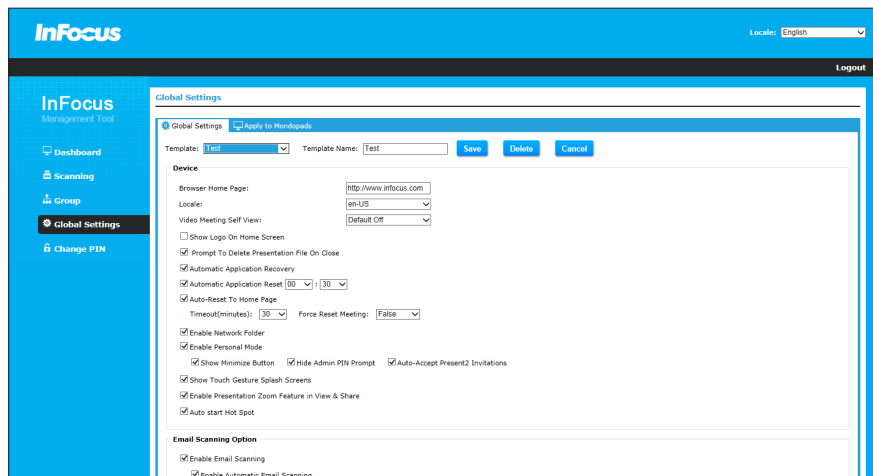 InFocus
Locale: English
Logout
InFocus
Management Tool
Dashboard
Scanning
Group
Global Settings
Change PIN
Global Settings
Global Settings Apply to Mondopads
Template: Test Template Name: Test Save Delete Cancel
Device
Browser Home Page: http://www.infocus.com
Locale: en-US
Video Meeting Self View: Default Off
Show Logo On Home Screen
Prompt To Delete Presentation File On Close
Automatic Application Recovery
Automatic Application Reset 00 : 30
Auto-Reset To Home Page
Timeout(minutes): 30 Force Reset Meeting: False
Enable Network Folder
Enable Personal Mode
Show Minimize Button Hide Admin PIN Prompt Auto-Accept Present2 Invitations
Show Touch Gesture Splash Screens
Enable Presentation Zoom Feature in View & Share
Auto start Hot Spot
Email Scanning Option
Enable Email Scanning
Enable Automatic Email Scanning